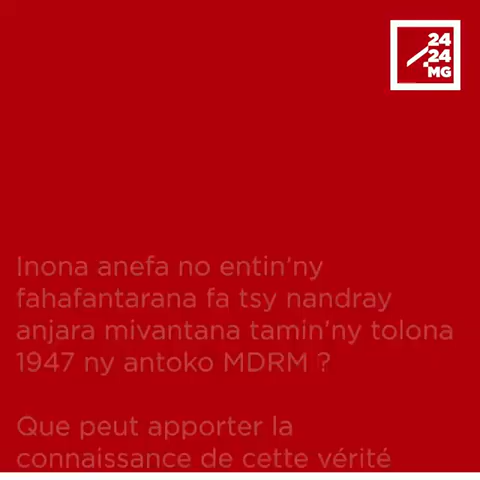 24
24
MG
Inona anefa no entin'ny
fahafantarana fa tsy nandray
anjara mivantana tamin'ny tolona
1947 ny antoko MDRM ?
Que peut apporter la
connaissance de cette vérité